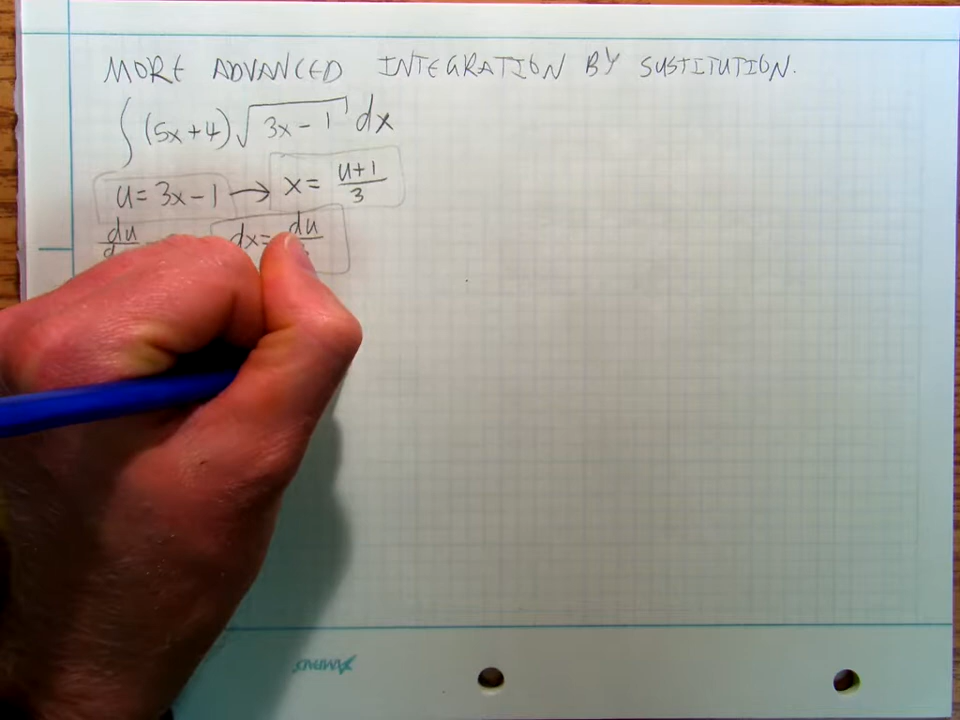 MORE ADVANCED INTEGRATION BY SUSTITUTION.
∫ (5x+4)√(3x-1) dx
u = 3x-1 → x = (u+1)/3
du dx = du